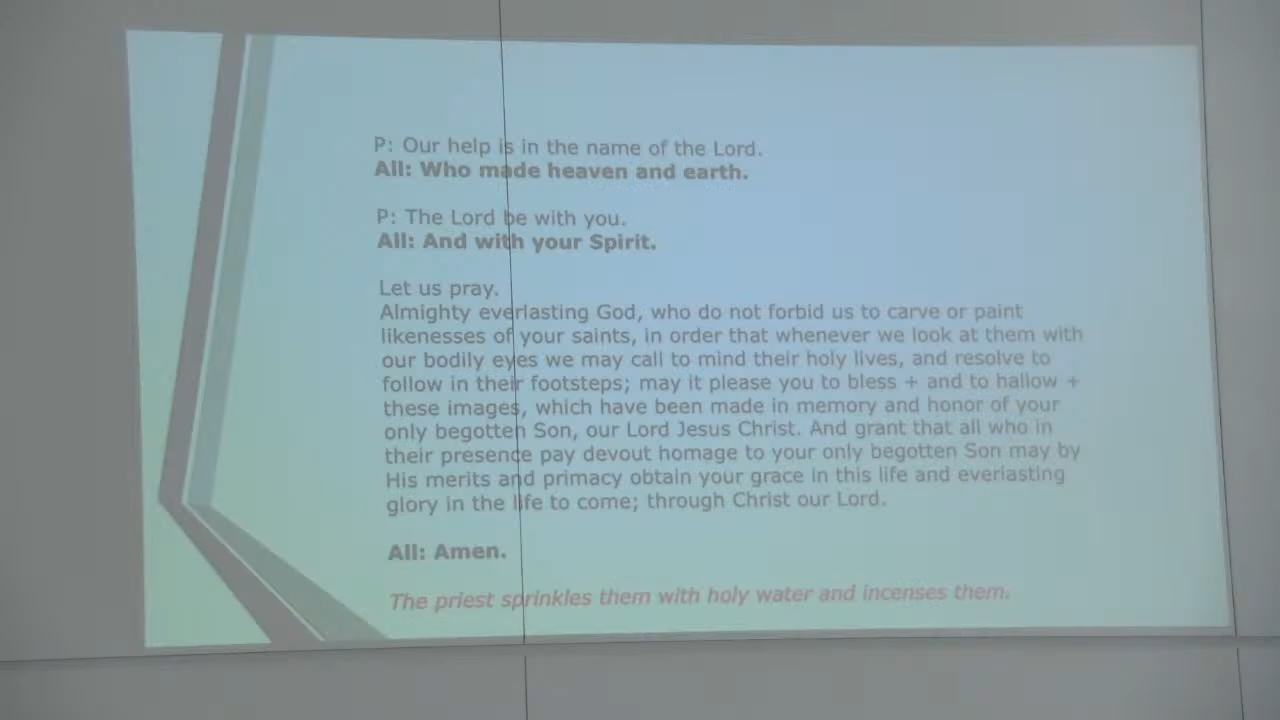 P: Our help is in the name of the Lord.
All: Who made heaven and earth.
P: The Lord be with you.
All: And with your Spirit.
Let us pray.
Almighty everlasting God, who do not forbid us to carve or paint
likenesses of your saints, in order that whenever we look at them with
our bodily eyes we may call to mind their holy lives, and resolve to
follow in their footsteps; may it please you to bless + and to hallow +
these images, which have been made in memory and honor of your
only begotten Son, our Lord Jesus Christ. And grant that all who in
their presence pay devout homage to your only begotten Son may by
His merits and primacy obtain your grace in this life and everlasting
glory in the life to come; through Christ our Lord.
All: Amen.
The priest sprinkles them with holy water and incenses them.